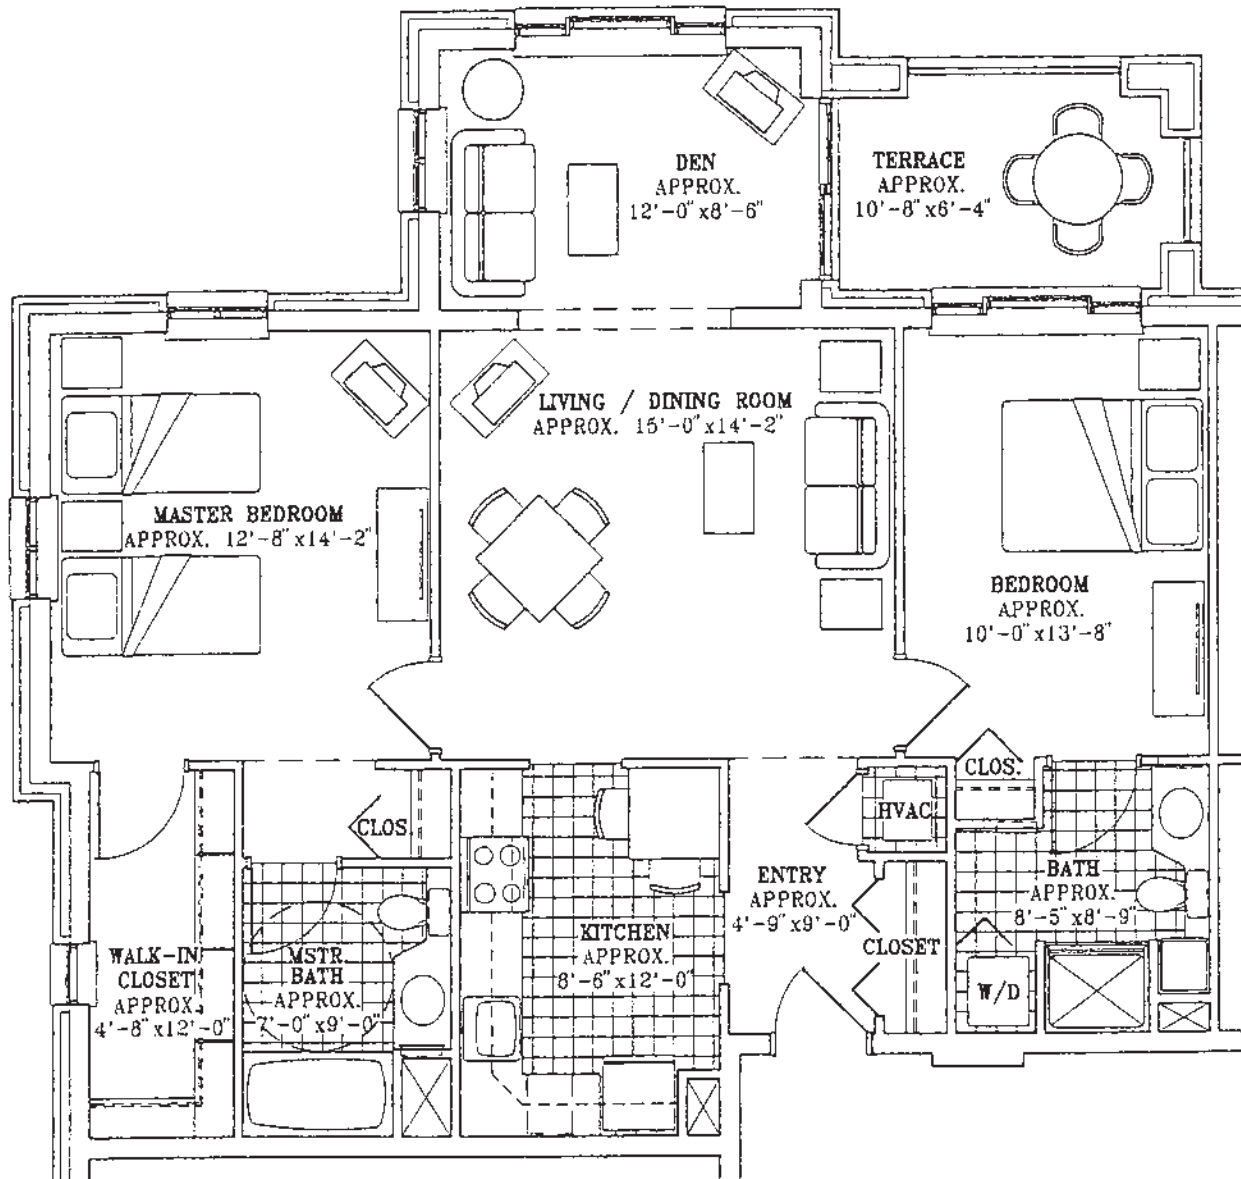 DEN
APPROX.
12'-0"x8'-6"
TERRACE
APPROX.
10'-8"x6'-4"
LIVING / DINING ROOM
APPROX. 15'-0"x14'-2"
MASTER BEDROOM
APPROX. 12'-8"x14'-2"
BEDROOM
APPROX.
10'-0"x13'-8"
CLOS.
HVAC
CLOS.
ENTRY
APPROX.
4'-9"x9'-0"
BATH
APPROX.
8'-5"x8'-9"
CLOSET
KITCHEN
APPROX.
8'-6"x12'-0"
WALK-IN
CLOSET
APPROX.
4'-8"x12'-0"
MSTR.
BATH
APPROX.
7'-0"x9'-0"
W/D